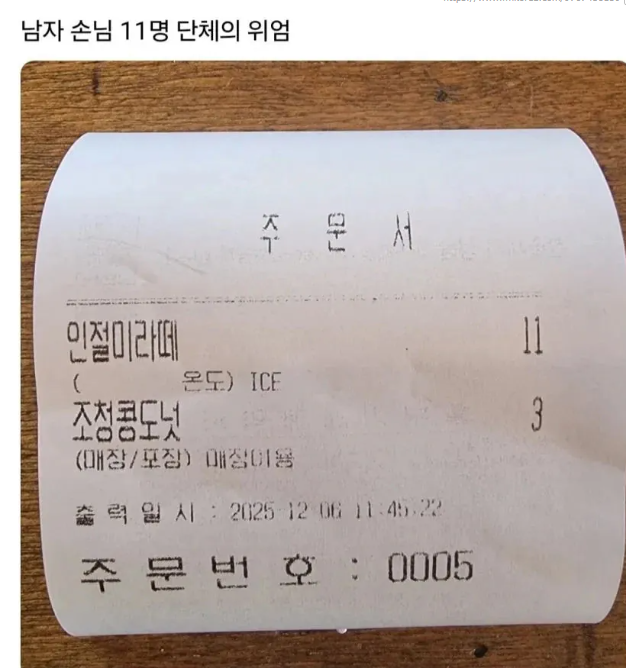 남자 손님 11명 단체의 위엄
주 문 서
인절미라떼 11
( 온도) ICE
조청콩도넛 3
(매장/포장) 매장이용
출 력 일 시 : 2025-12-06 11:45:22
주 문 번 호 : 0005